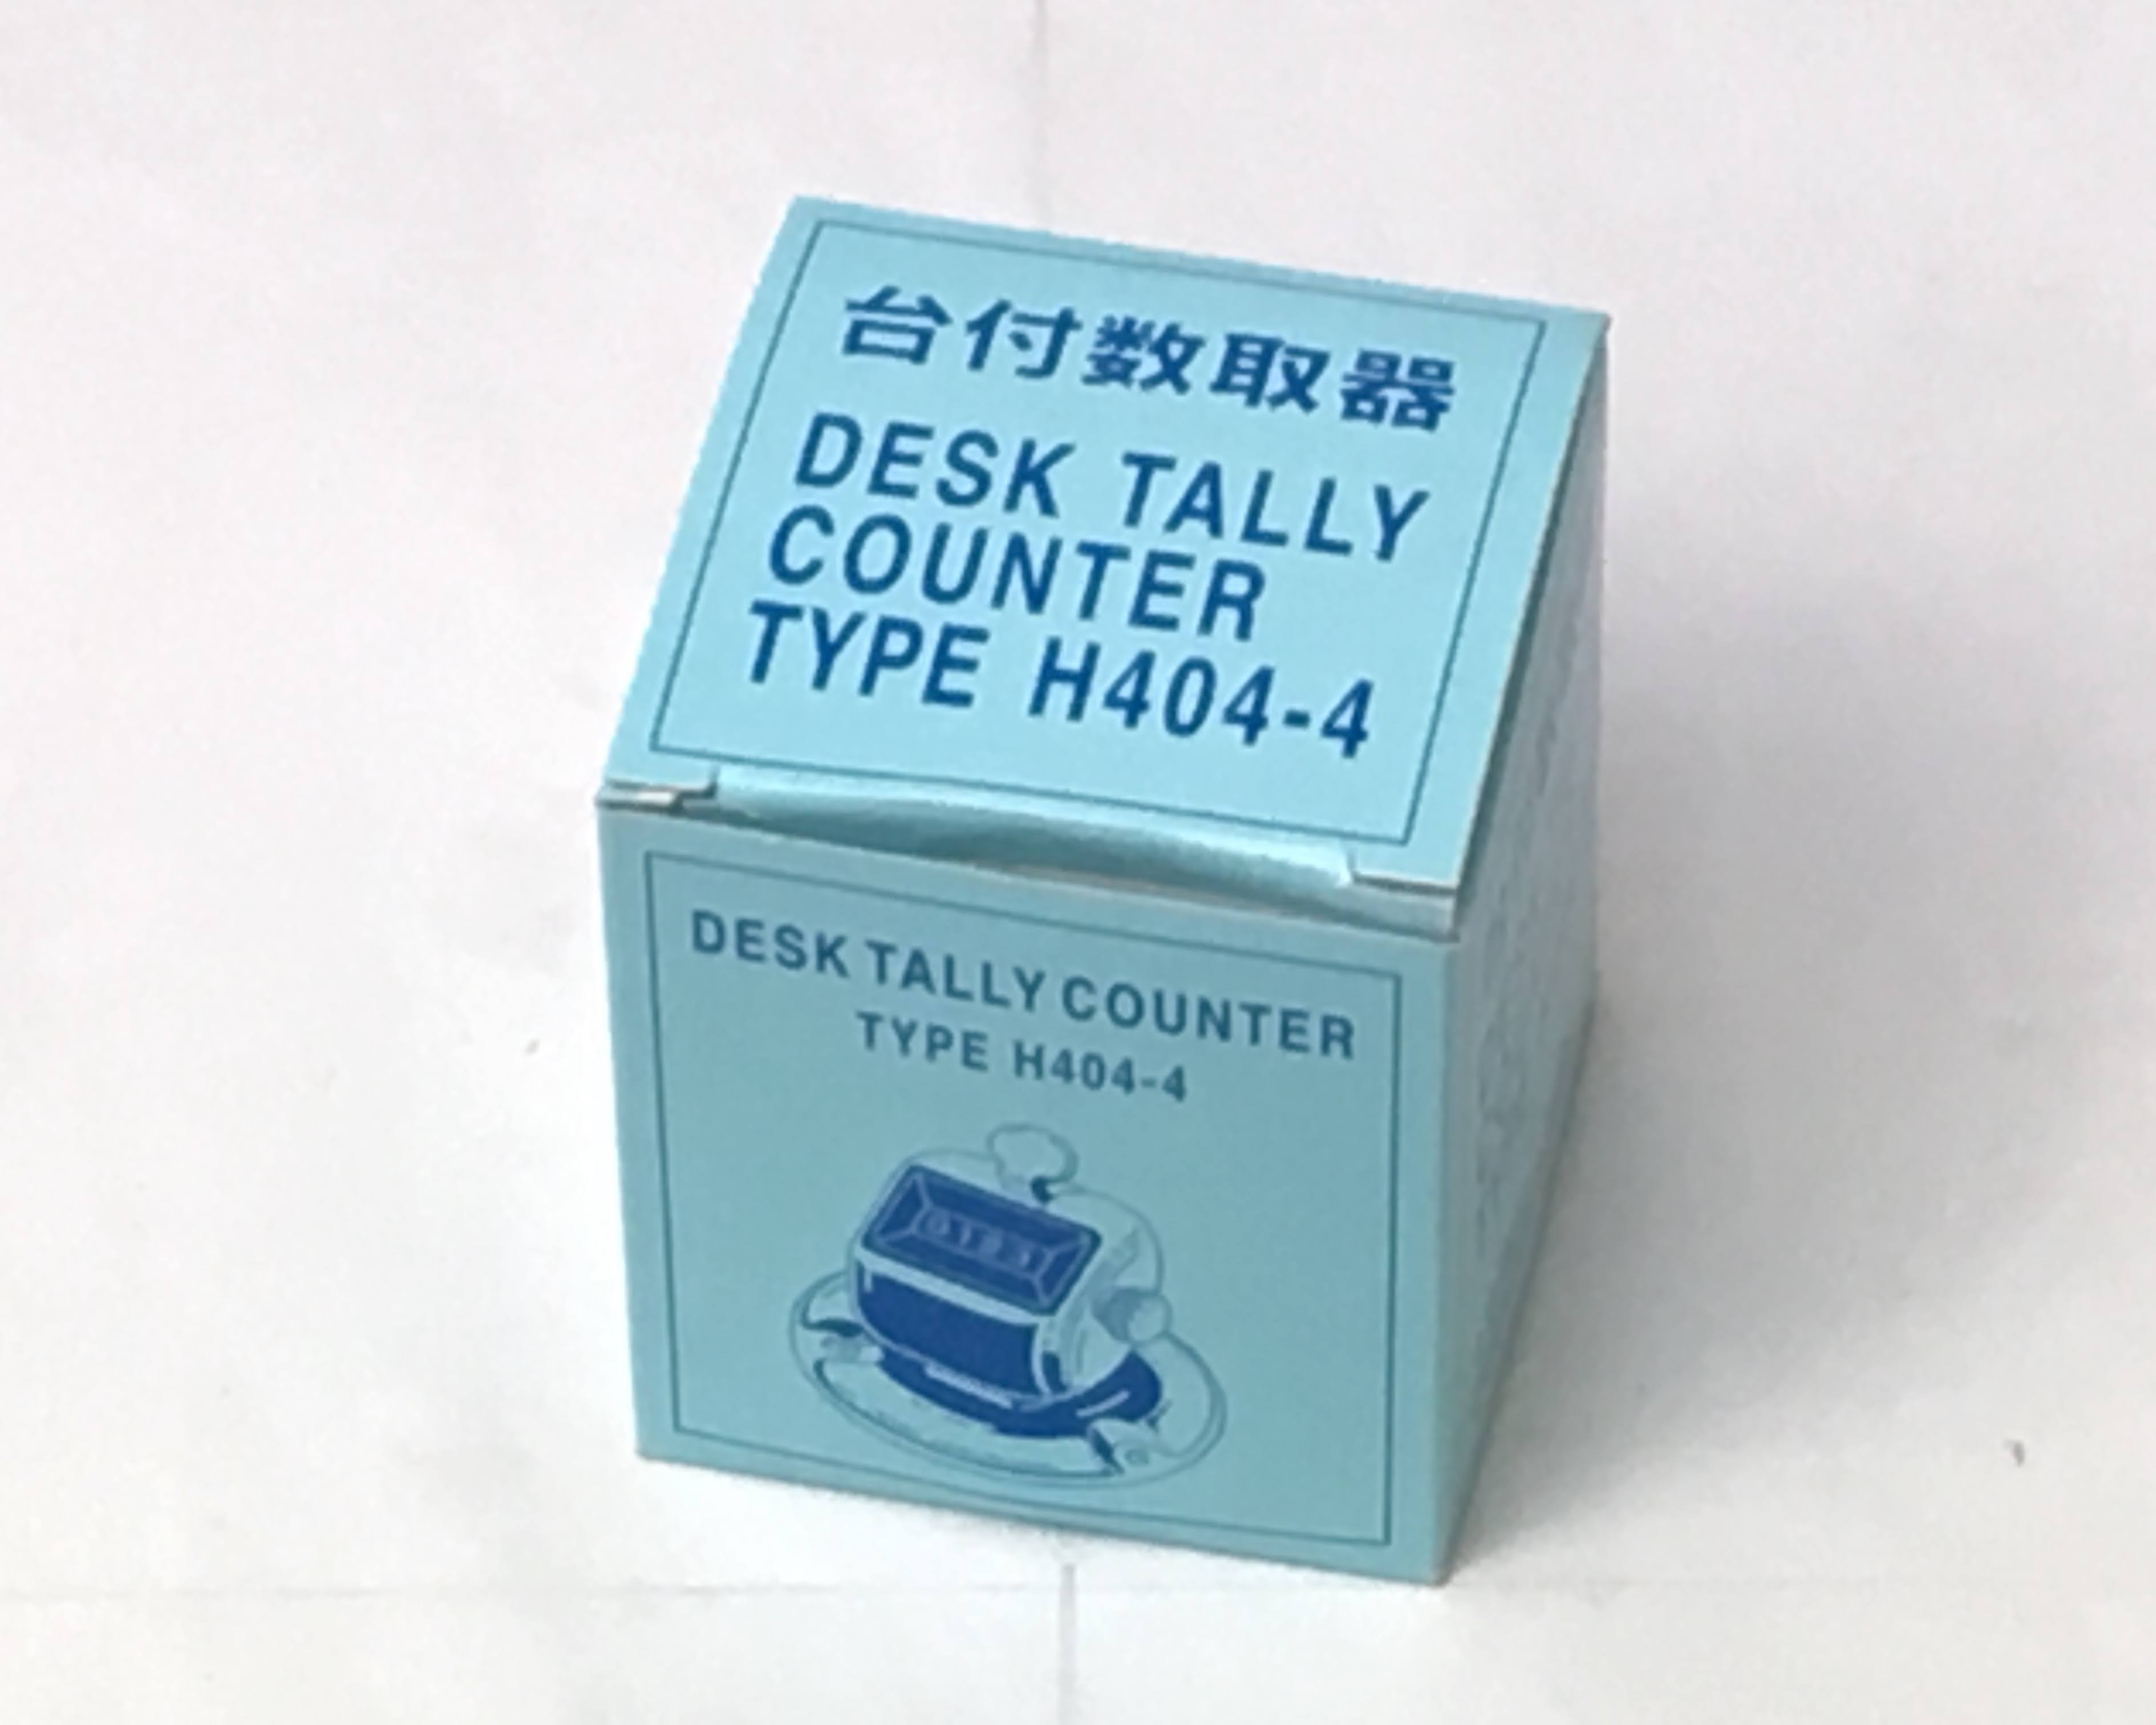 台付数取器
DESK TALLY
COUNTER
TYPE H404-4
DESK TALLY COUNTER
TYPE H404-4